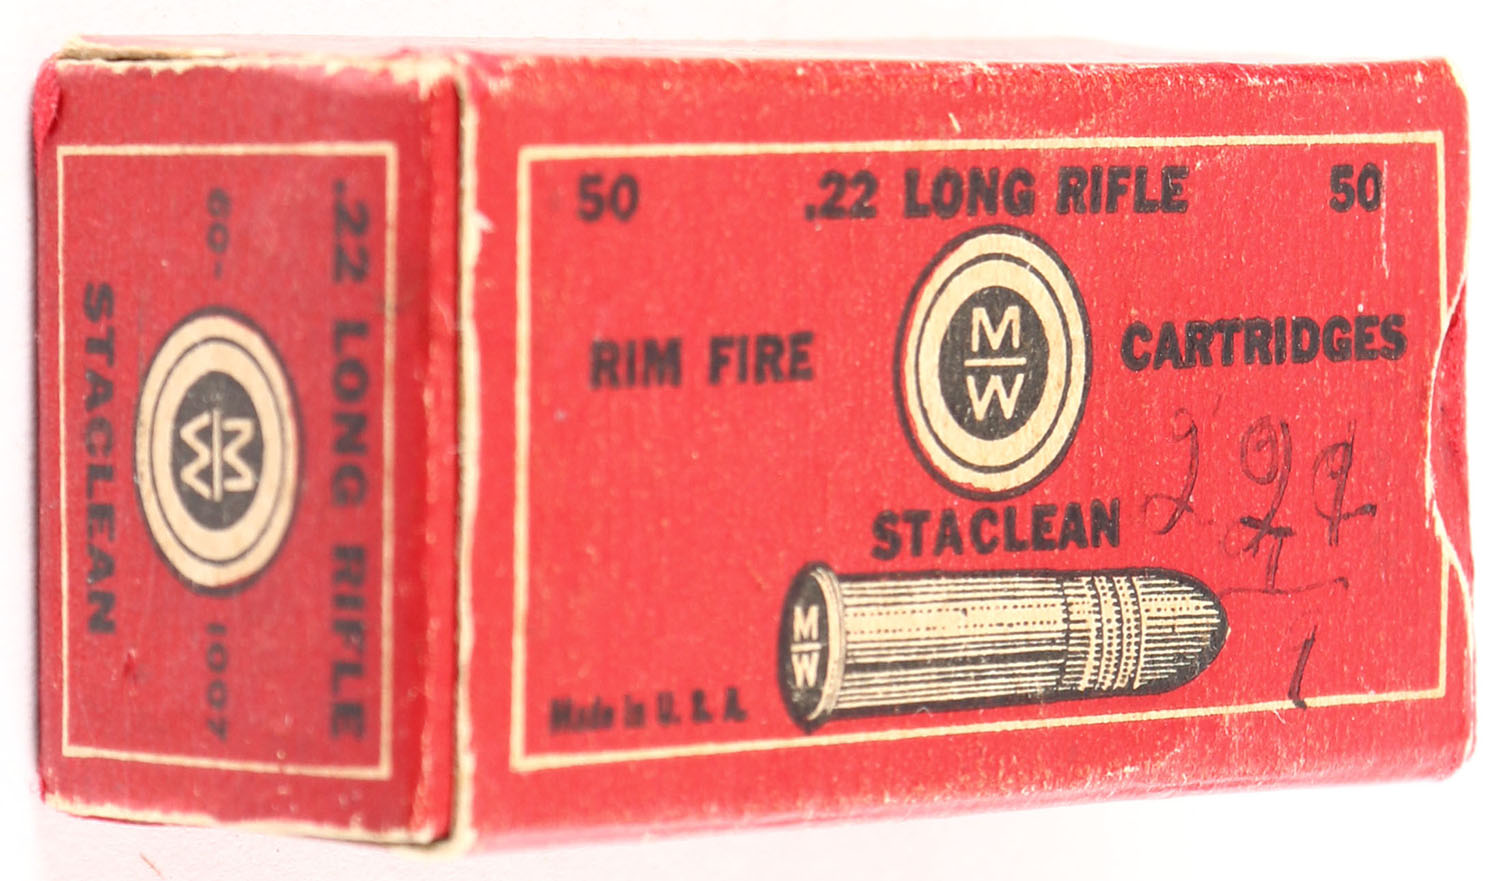 50 .22 LONG RIFLE 50
M
W
RIM FIRE CARTRIDGES
STACLEAN
M
W
Made in U. S. A.
.22 LONG RIFLE
60- 1007
M
W
STACLEAN